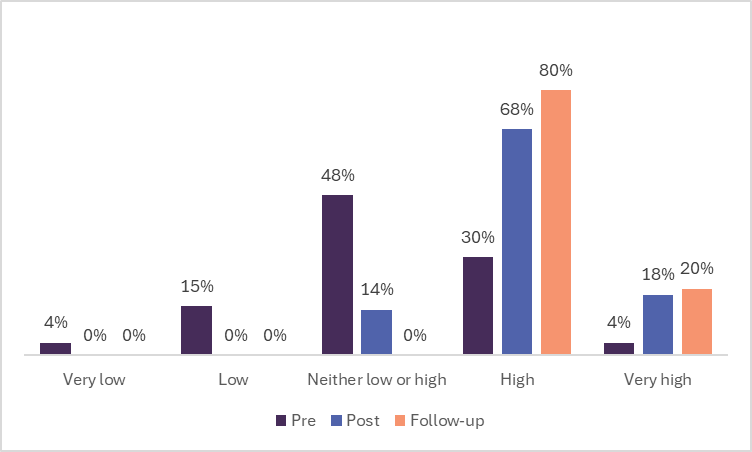 80%
68%
48%
30%
15%
14%
18%
20%
4%
0%
0%
0%
0%
0%
4%
Very low
Low
Neither low or high
High
Very high
Pre
Post
Follow-up